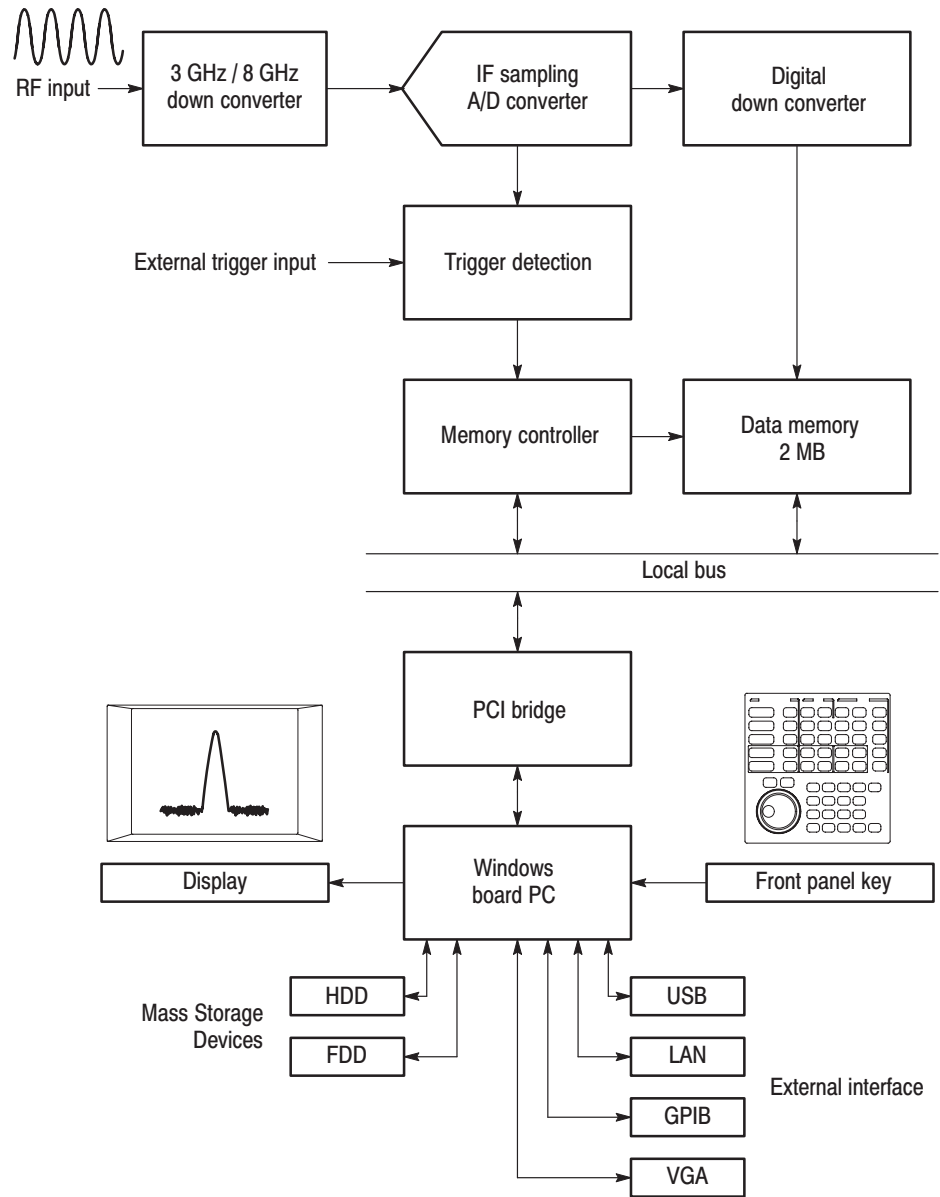 RF input
3 GHz / 8 GHz
down converter
IF sampling
A/D converter
Digital
down converter
External trigger input
Trigger detection
Memory controller
Data memory
2 MB
Local bus
PCI bridge
Display
Windows
board PC
Front panel key
Mass Storage
Devices
HDD
FDD
USB
LAN
GPIB
VGA
External interface